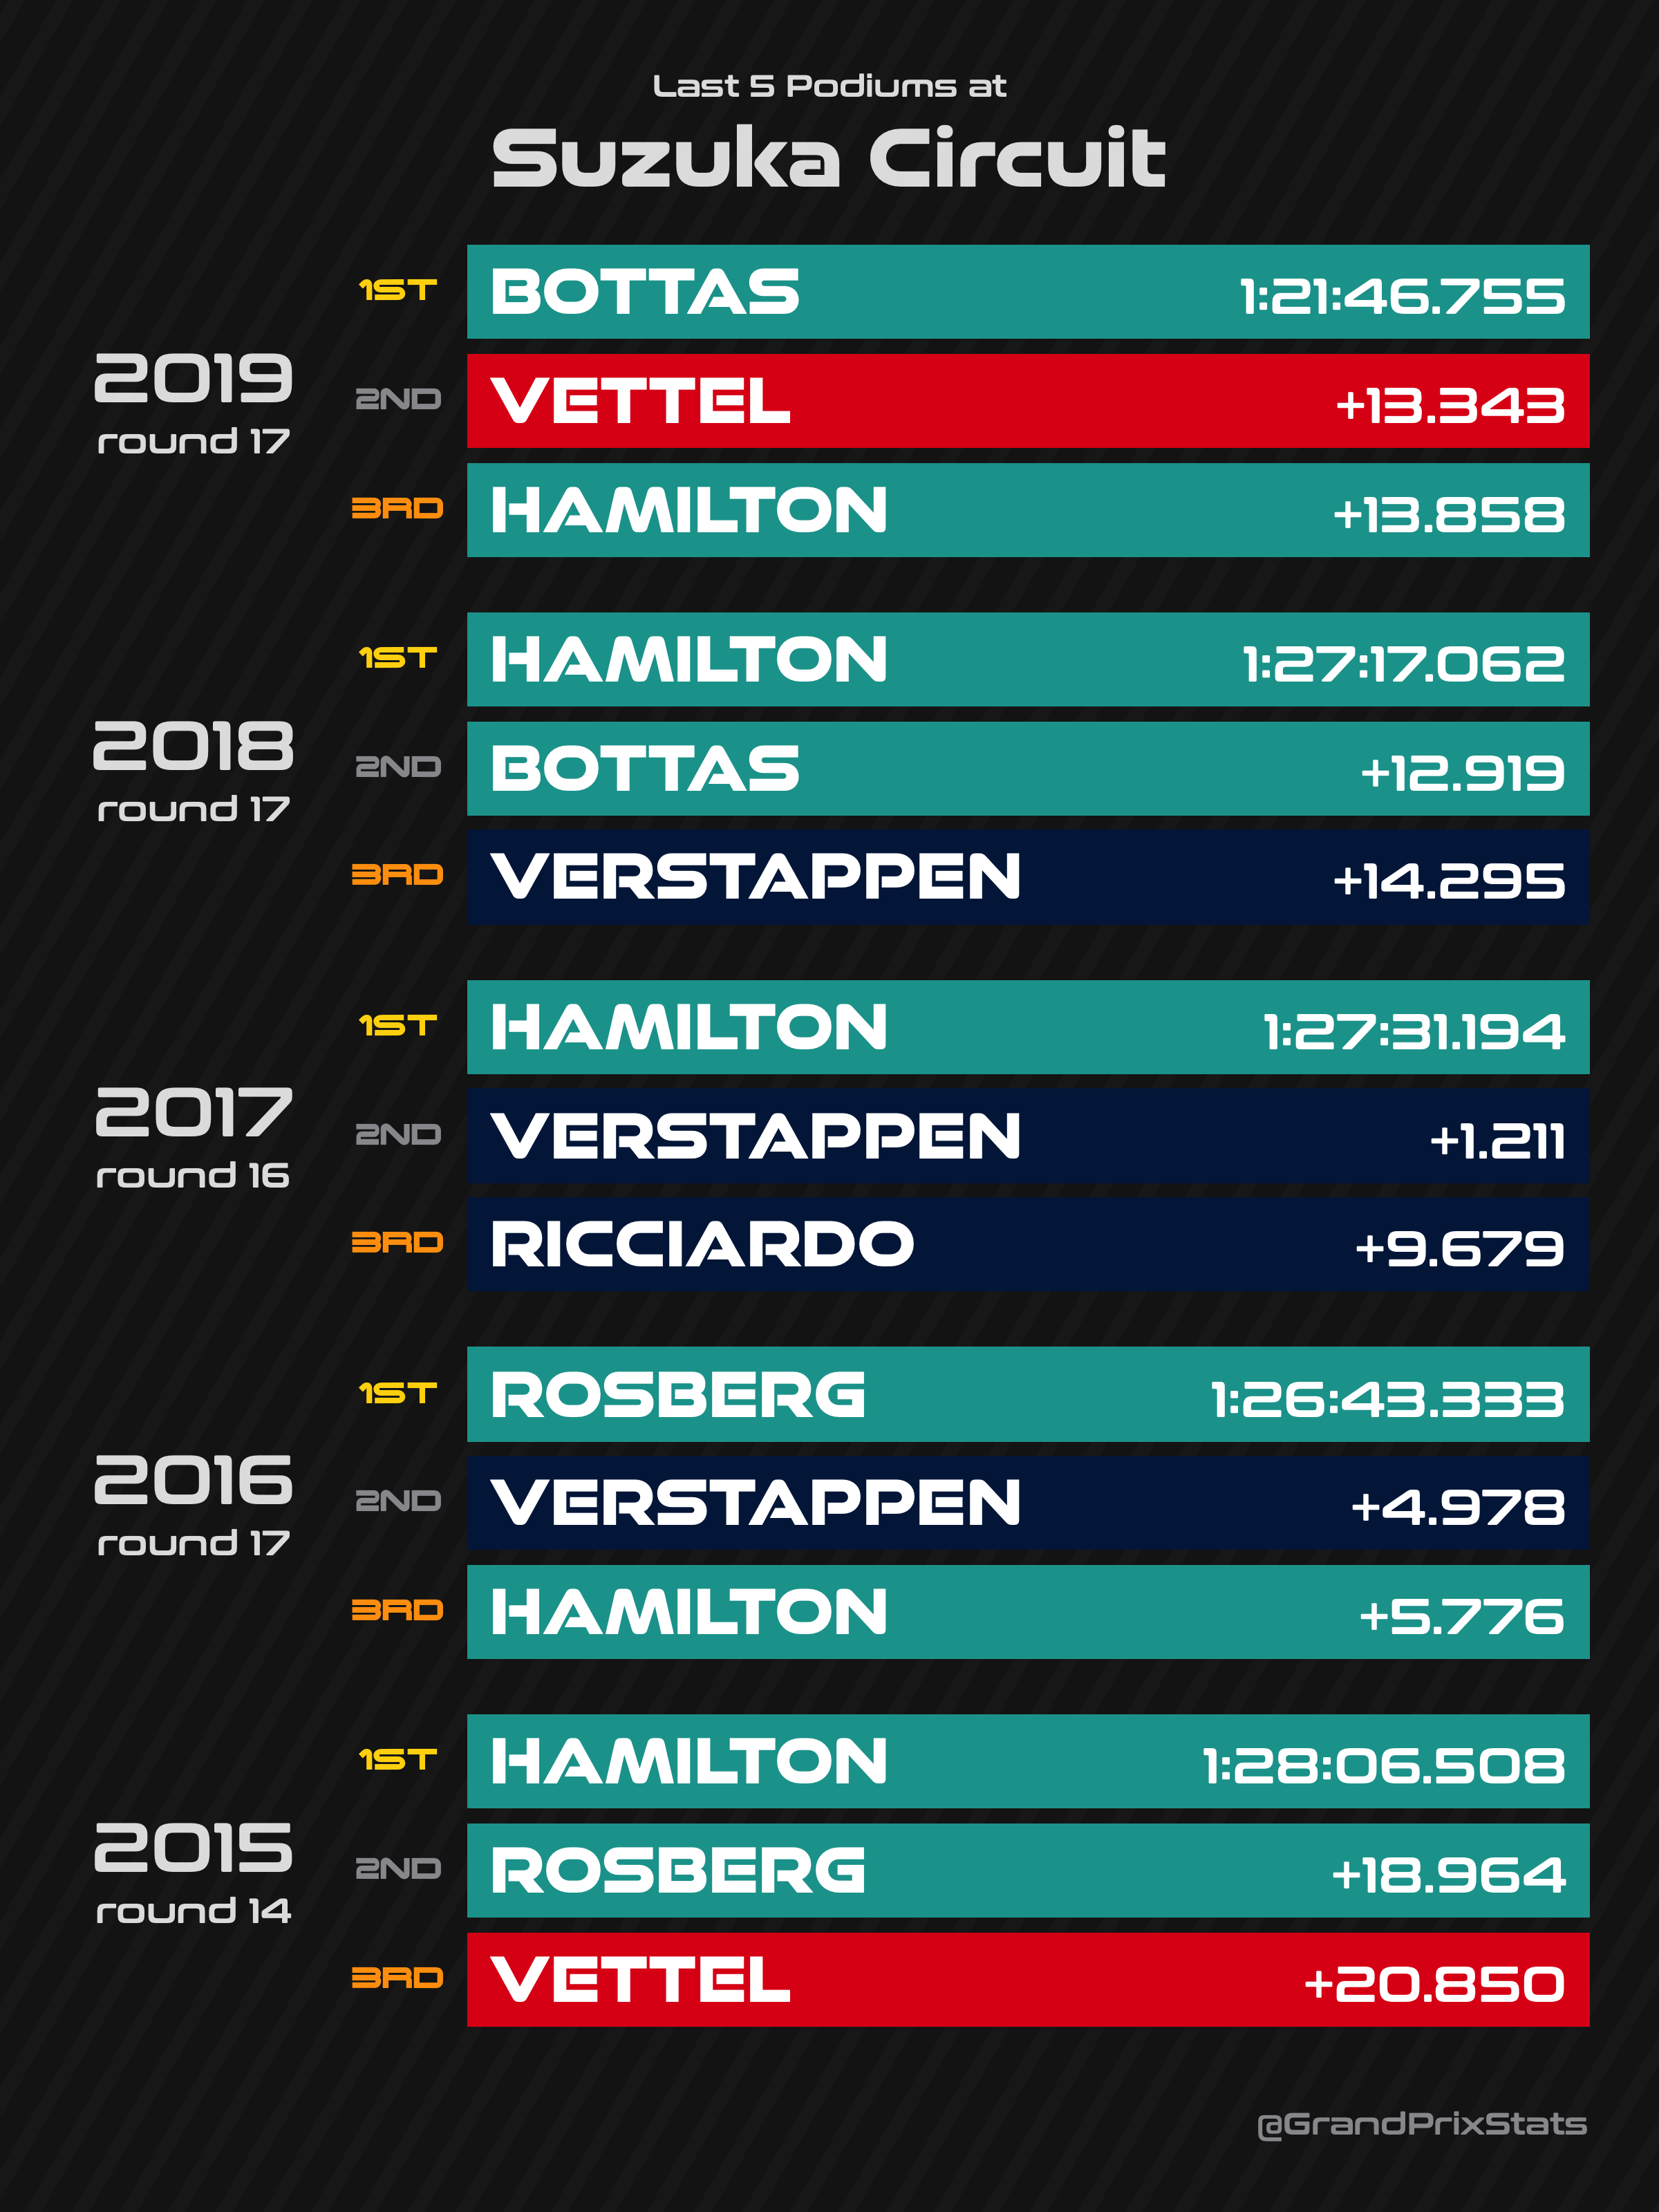 Last 5 Podiums at
Suzuka Circuit
2019
round 17
1ST BOTTAS 1:21:46.755
2ND VETTEL +13.343
3RD HAMILTON +13.858
2018
round 17
1ST HAMILTON 1:27:17.062
2ND BOTTAS +12.919
3RD VERSTAPPEN +14.295
2017
round 16
1ST HAMILTON 1:27:31.194
2ND VERSTAPPEN +1.211
3RD RICCIARDO +9.679
2016
round 17
1ST ROSBERG 1:26:43.333
2ND VERSTAPPEN +4.978
3RD HAMILTON +5.776
2015
round 14
1ST HAMILTON 1:28:06.508
2ND ROSBERG +18.964
3RD VETTEL +20.850
@GrandPrixStats